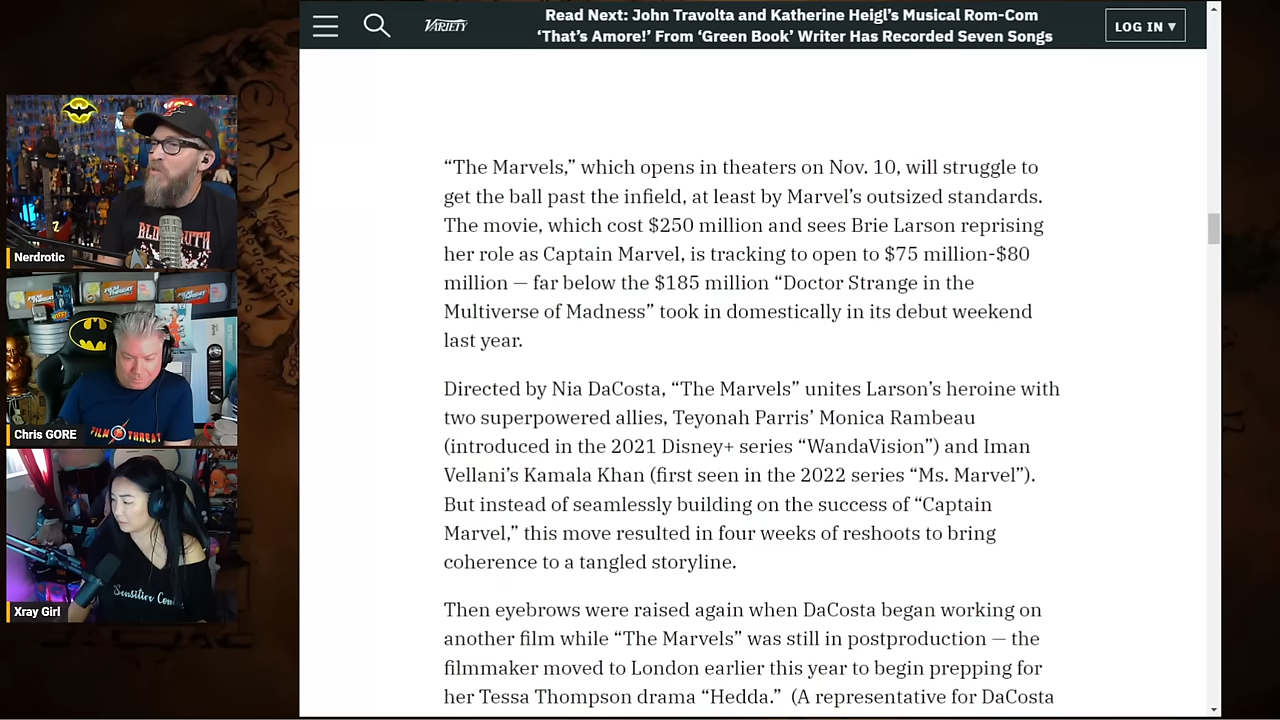 VARIETY
Read Next: John Travolta and Katherine Heigl’s Musical Rom-Com
‘That’s Amore!’ From ‘Green Book’ Writer Has Recorded Seven Songs
LOG IN ▼
“The Marvels,” which opens in theaters on Nov. 10, will struggle to
get the ball past the infield, at least by Marvel’s outsized standards.
The movie, which cost $250 million and sees Brie Larson reprising
her role as Captain Marvel, is tracking to open to $75 million-$80
million — far below the $185 million “Doctor Strange in the
Multiverse of Madness” took in domestically in its debut weekend
last year.
Directed by Nia DaCosta, “The Marvels” unites Larson’s heroine with
two superpowered allies, Teyonah Parris’ Monica Rambeau
(introduced in the 2021 Disney+ series “WandaVision”) and Iman
Vellani’s Kamala Khan (first seen in the 2022 series “Ms. Marvel”).
But instead of seamlessly building on the success of “Captain
Marvel,” this move resulted in four weeks of reshoots to bring
coherence to a tangled storyline.
Then eyebrows were raised again when DaCosta began working on
another film while “The Marvels” was still in postproduction — the
filmmaker moved to London earlier this year to begin prepping for
her Tessa Thompson drama “Hedda.” (A representative for DaCosta
Nerdrotic
FILM THREAT
Chris GORE
Sensitive
Xray Girl